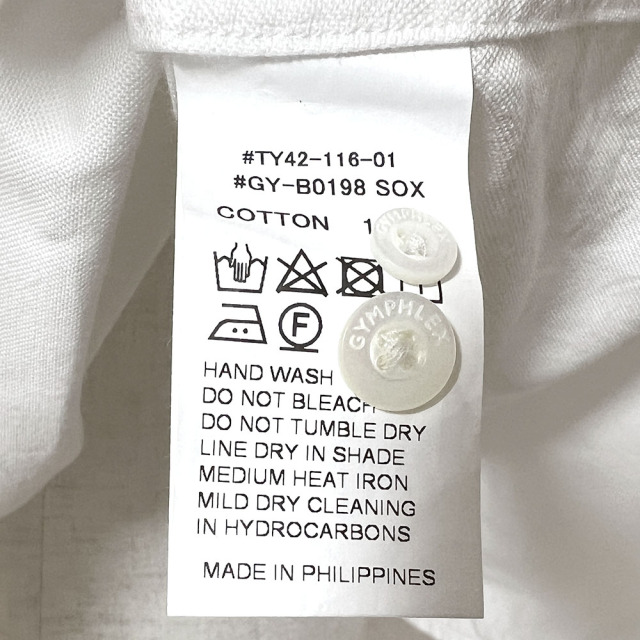 #TY42-116-01
#GY-B0198 SOX
COTTON 1
GYMPHLEX
F
GYMPHLEX
HAND WASH
DO NOT BLEACH
DO NOT TUMBLE DRY
LINE DRY IN SHADE
MEDIUM HEAT IRON
MILD DRY CLEANING
IN HYDROCARBONS
MADE IN PHILIPPINES